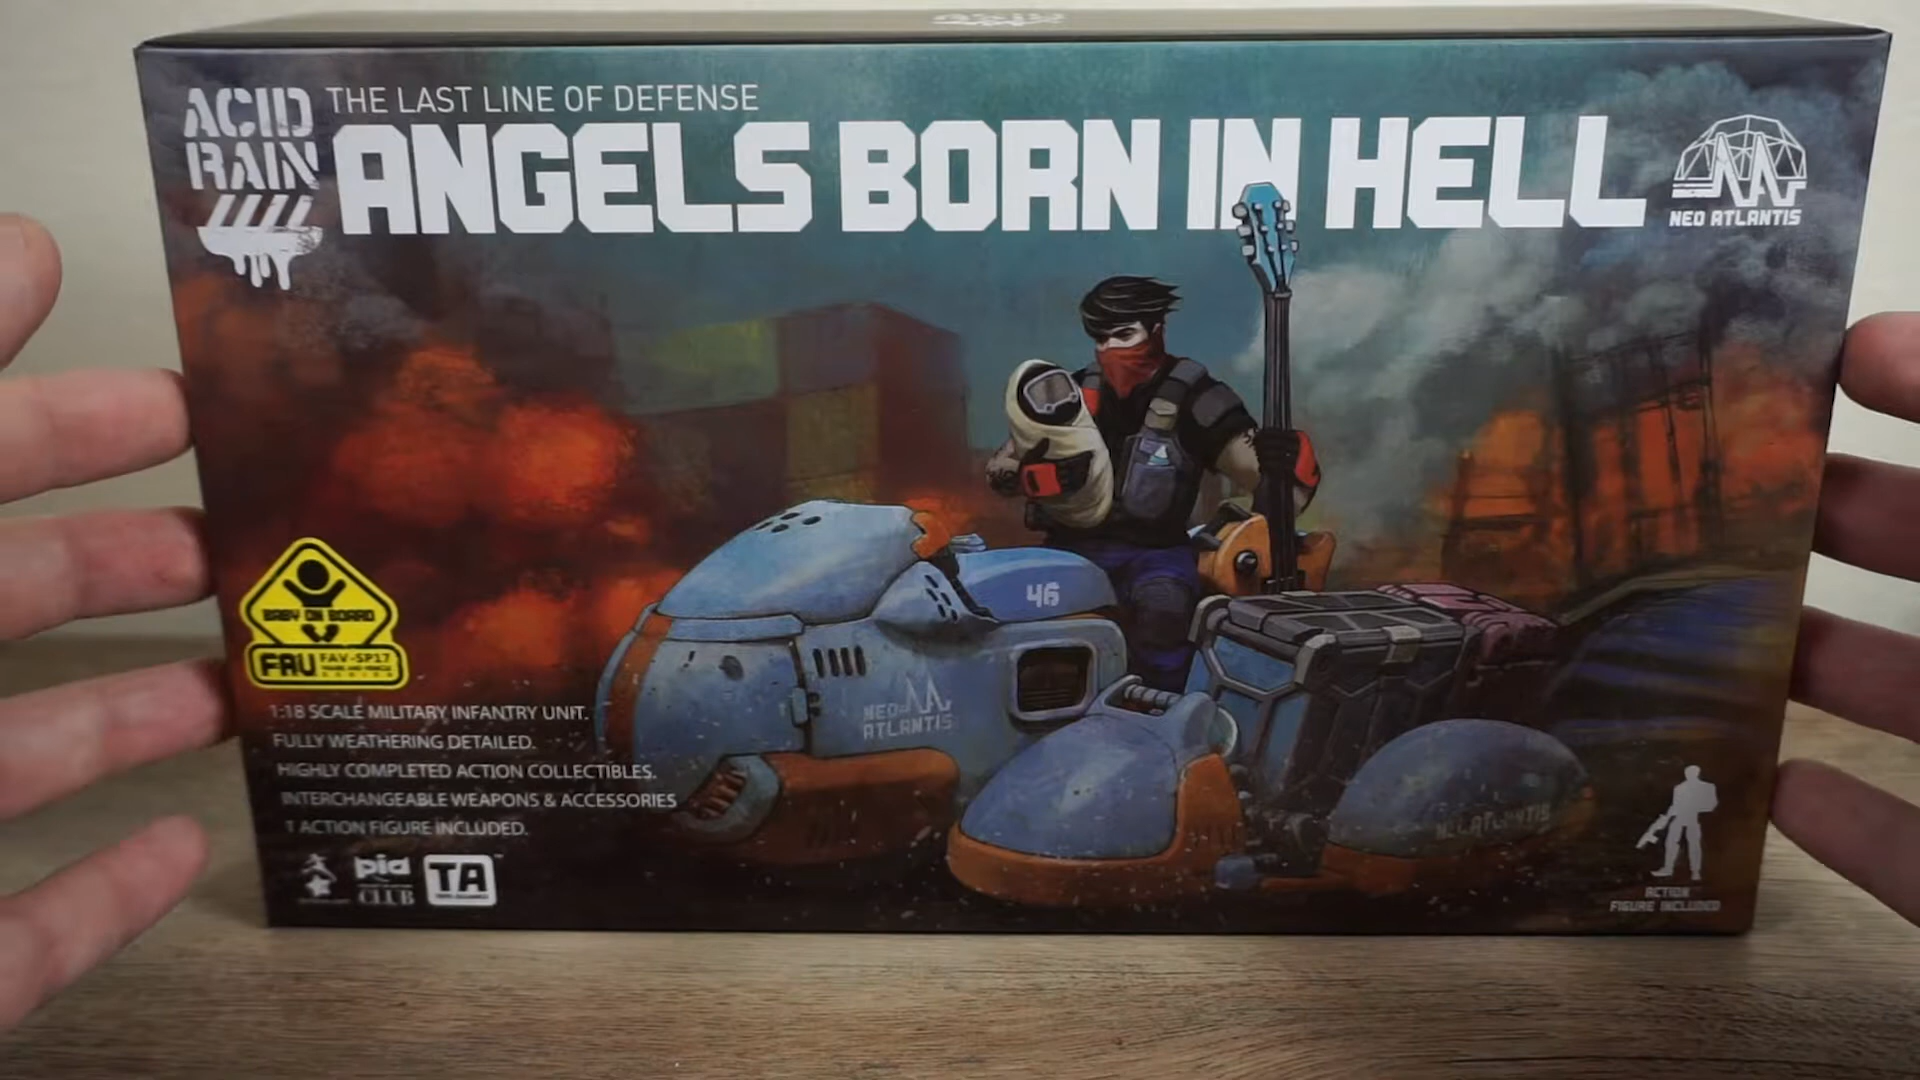 ACID
RAIN
THE LAST LINE OF DEFENSE
ANGELS BORN IN HELL
NEO ATLANTIS
46
NEO
ATLANTIS
NEO ATLANTIS
BABY ON BOARD
FAV FAV-SP17
SERIES
1:18 SCALE MILITARY INFANTRY UNIT.
FULLY WEATHERING DETAILED.
HIGHLY COMPLETED ACTION COLLECTIBLES.
INTERCHANGEABLE WEAPONS & ACCESSORIES
1 ACTION FIGURE INCLUDED.
CLUB
TA
ACTION
FIGURE INCLUDED